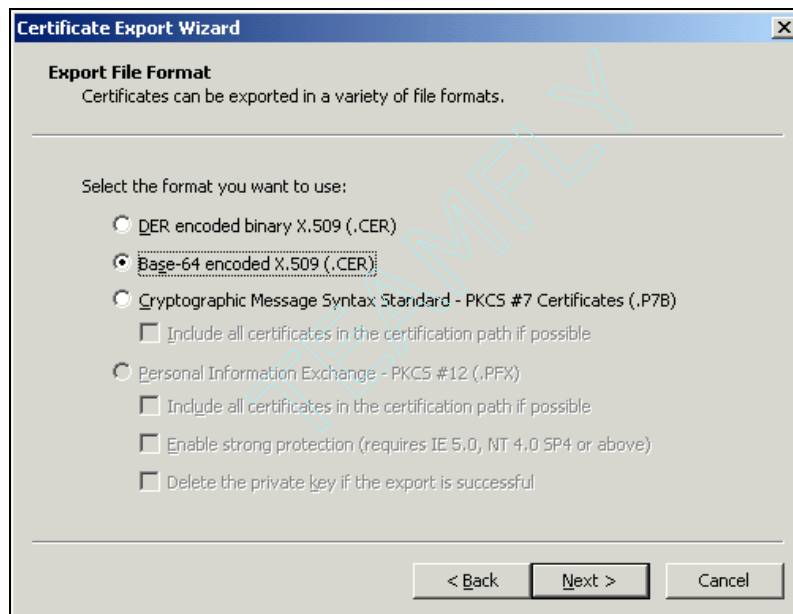 Certificate Export Wizard
Export File Format
Certificates can be exported in a variety of file formats.
Select the format you want to use:
DER encoded binary X.509 (.CER)
Base-64 encoded X.509 (.CER)
Cryptographic Message Syntax Standard - PKCS #7 Certificates (.P7B)
Include all certificates in the certification path if possible
Personal Information Exchange - PKCS #12 (.PFX)
Include all certificates in the certification path if possible
Enable strong protection (requires IE 5.0, NT 4.0 SP4 or above)
Delete the private key if the export is successful
< Back Next > Cancel
TEAMFLY